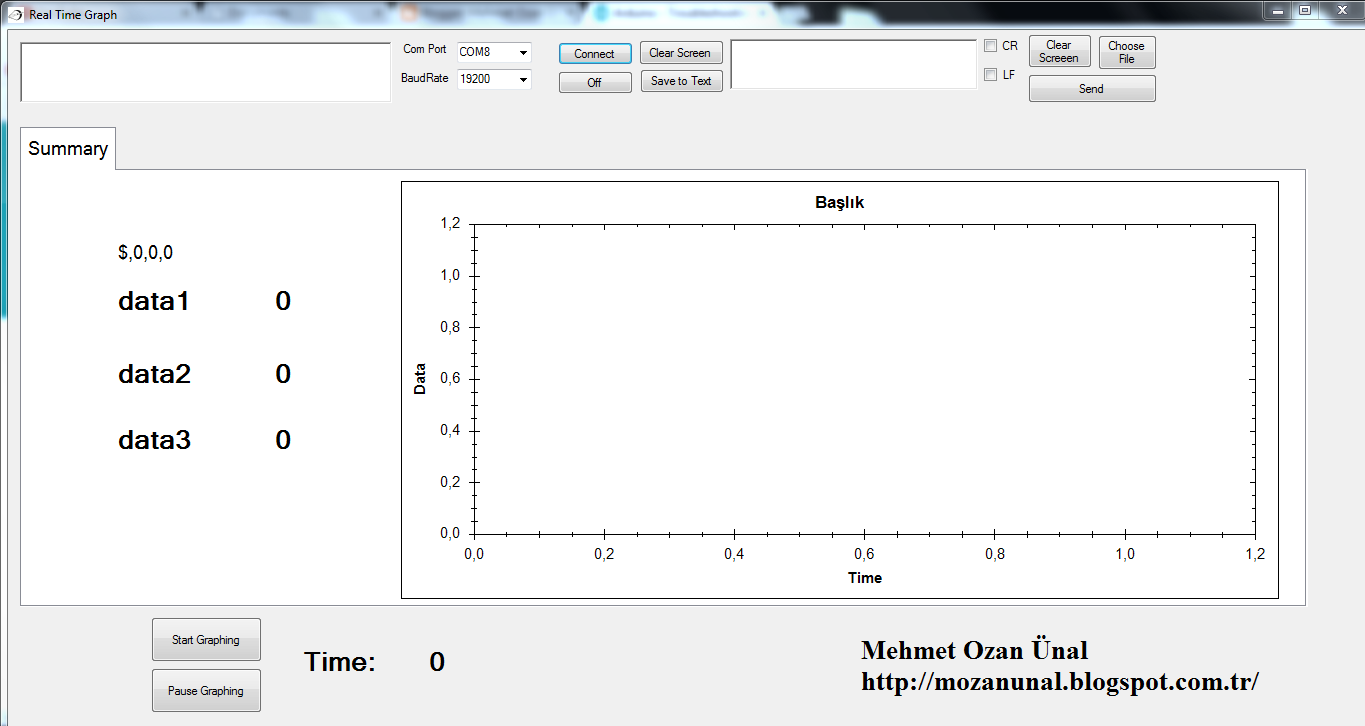 Real Time Graph
Com Port COM8
BaudRate 19200
Connect
Off
Clear Screen
Save to Text
CR
LF
Clear
Screeen
Choose
File
Send
Summary
$,0,0,0
data1 0
data2 0
data3 0
Başlık
1,2
1,0
0,8
0,6
0,4
0,2
0,0
Data
0,0 0,2 0,4 0,6 0,8 1,0 1,2
Time
Start Graphing
Pause Graphing
Time: 0
Mehmet Ozan Ünal
http://mozanunal.blogspot.com.tr/